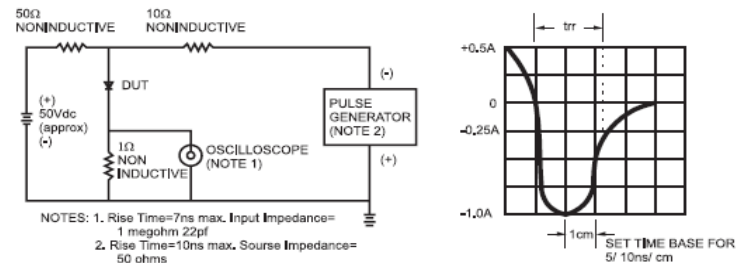 50Ω
NONINDUCTIVE
10Ω
NONINDUCTIVE
DUT
(+)
50Vdc
(approx)
(-)
1Ω
NON
INDUCTIVE
OSCILLOSCOPE
(NOTE 1)
(-)
PULSE
GENERATOR
(NOTE 2)
(+)
NOTES: 1. Rise Time=7ns max. Input Impedance=
1 megohm 22pf
2. Rise Time=10ns max. Sourse Impedance=
50 ohms
trr
+0.5A
0
-0,25A
-1.0A
1cm
SET TIME BASE FOR
5/ 10ns/ cm